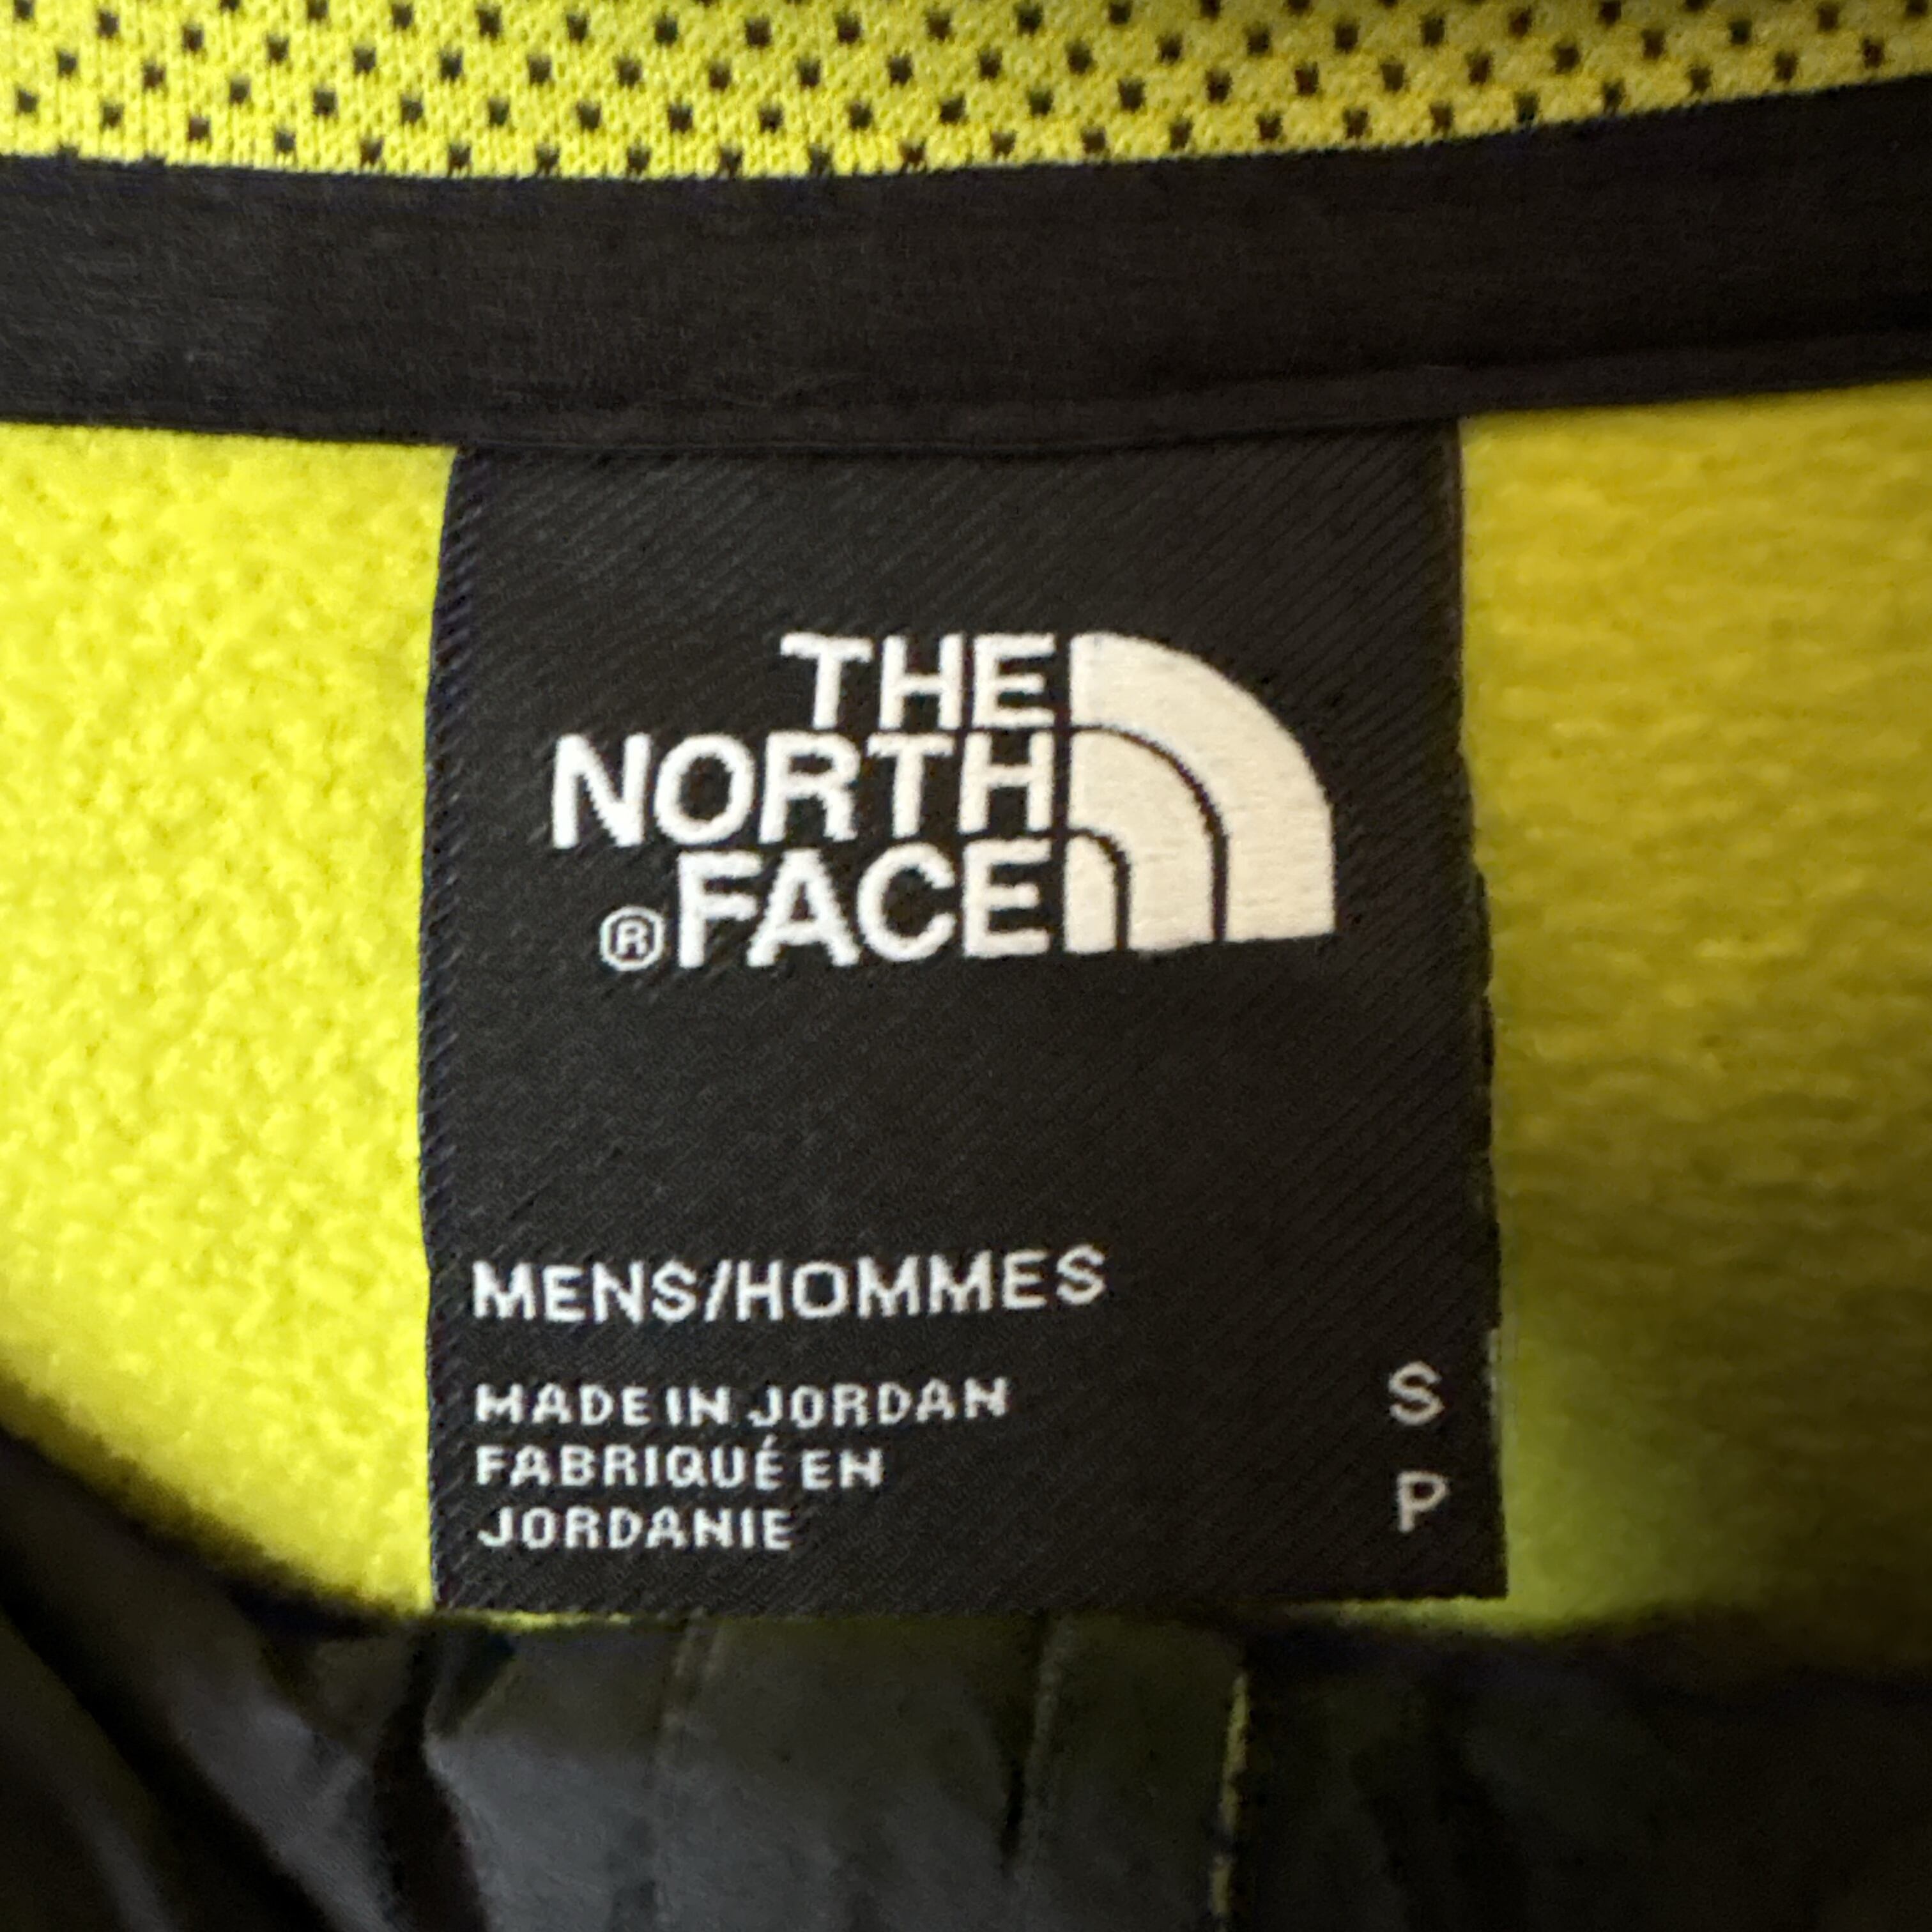 THE
NORTH
®FACE
MENS/HOMMES
MADE IN JORDAN
FABRIQUÉ EN
JORDANIE
S
P